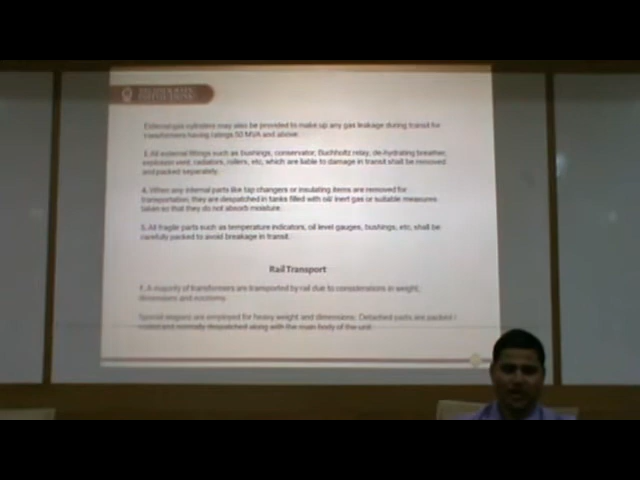 External gas cylinders may also be provided to make up any gas leakage during transit for
transformers having ratings 50 MVA and above.
All external fittings such as bushings, conservator, Buchholtz relay, de-hydrating breather,
explosion vent, radiators, rollers, etc, which are liable to damage in transit shall be removed
and packed separately.
4. When any internal parts like tap changers or insulating items are removed for
transportation, they are despatched in tanks filled with oil/ inert gas or suitable measures
taken so that they do not absorb moisture.
5. All fragile parts such as temperature indicators, oil level gauges, bushings, etc, shall be
carefully packed to avoid breakage in transit.
Rail Transport
A majority of transformers are transported by rail due to considerations in weight,
dimensions and economy.
Special wagons are employed for heavy weight and dimensions. Detached parts are packed /
and normally despatched along with the main body of the unit.